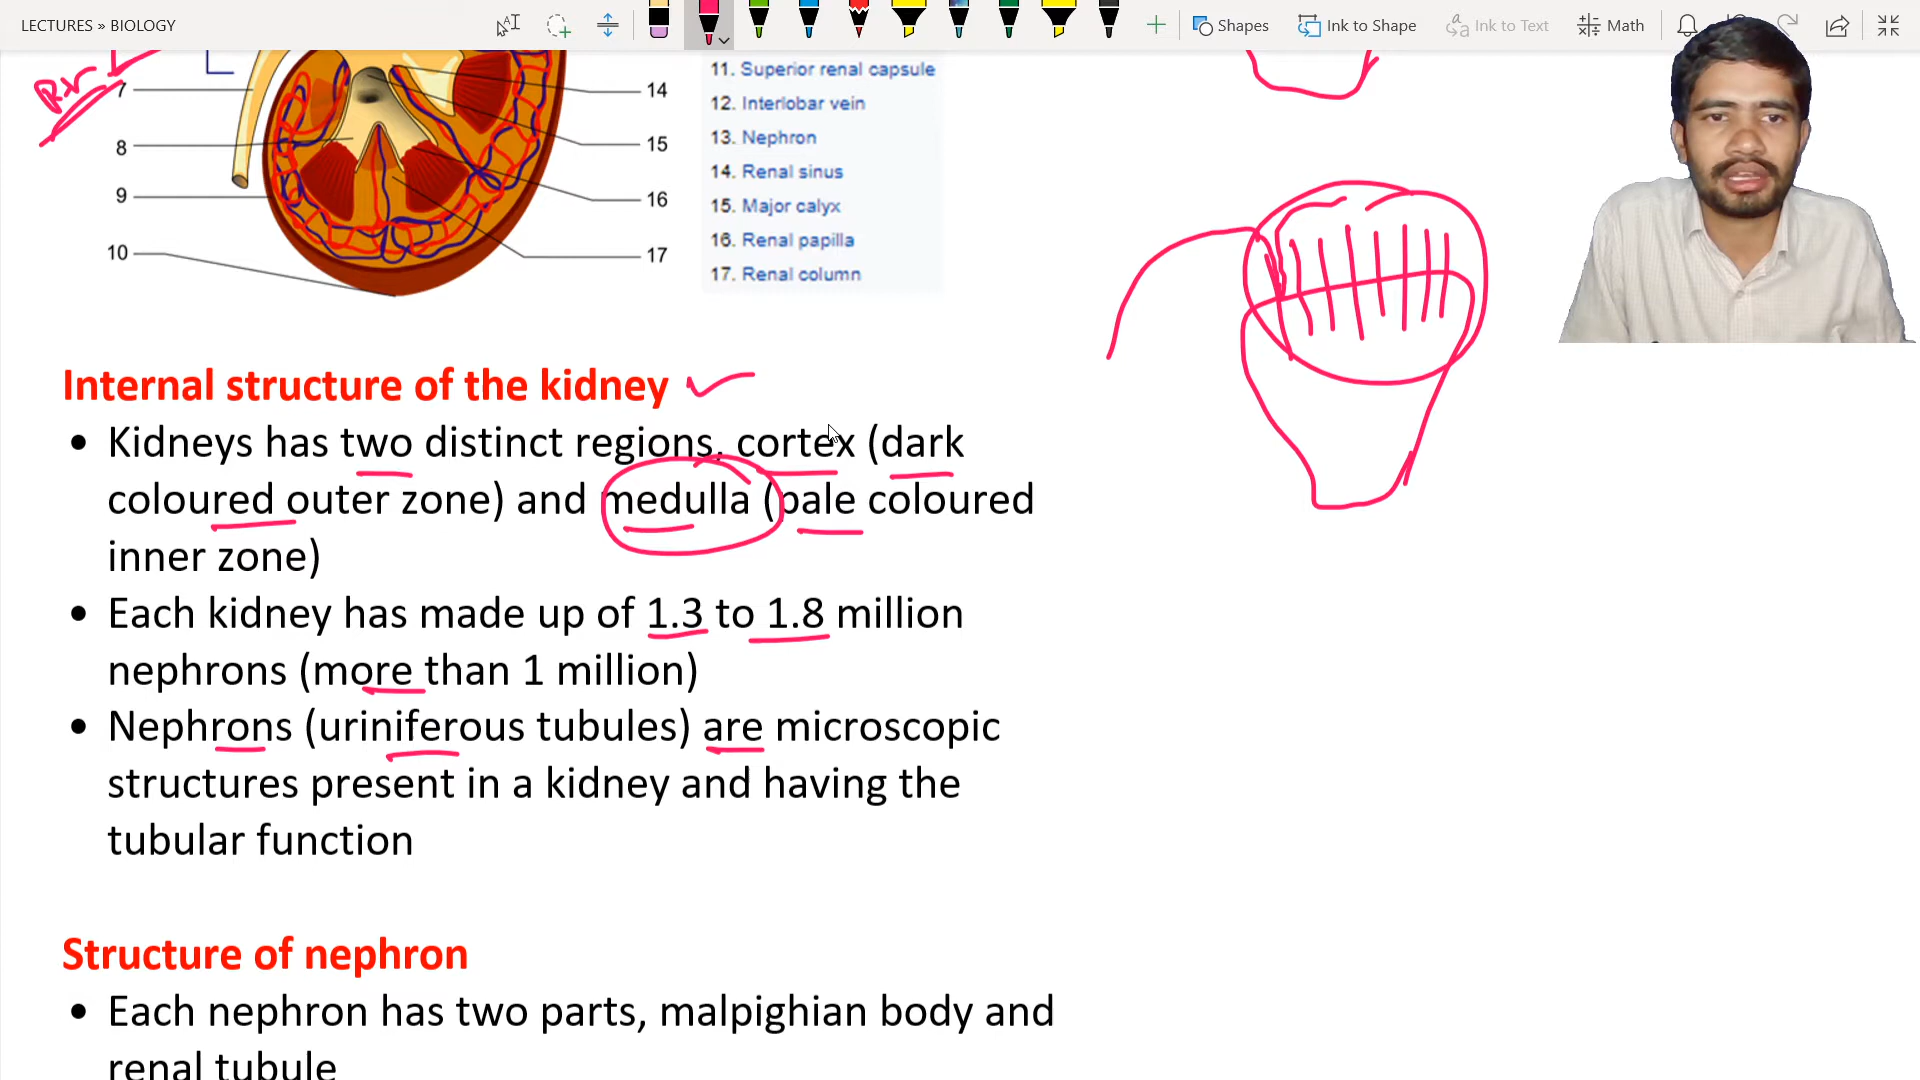 LECTURES » BIOLOGY
Shapes
Ink to Shape
Ink to Text
Math
7
8
9
10
14
15
16
17
11. Superior renal capsule
12. Interlobar vein
13. Nephron
14. Renal sinus
15. Major calyx
16. Renal papilla
17. Renal column
Internal structure of the kidney
• Kidneys has two distinct regions, cortex (dark
coloured outer zone) and medulla (pale coloured
inner zone)
• Each kidney has made up of 1.3 to 1.8 million
nephrons (more than 1 million)
• Nephrons (uriniferous tubules) are microscopic
structures present in a kidney and having the
tubular function
Structure of nephron
• Each nephron has two parts, malpighian body and
renal tubule